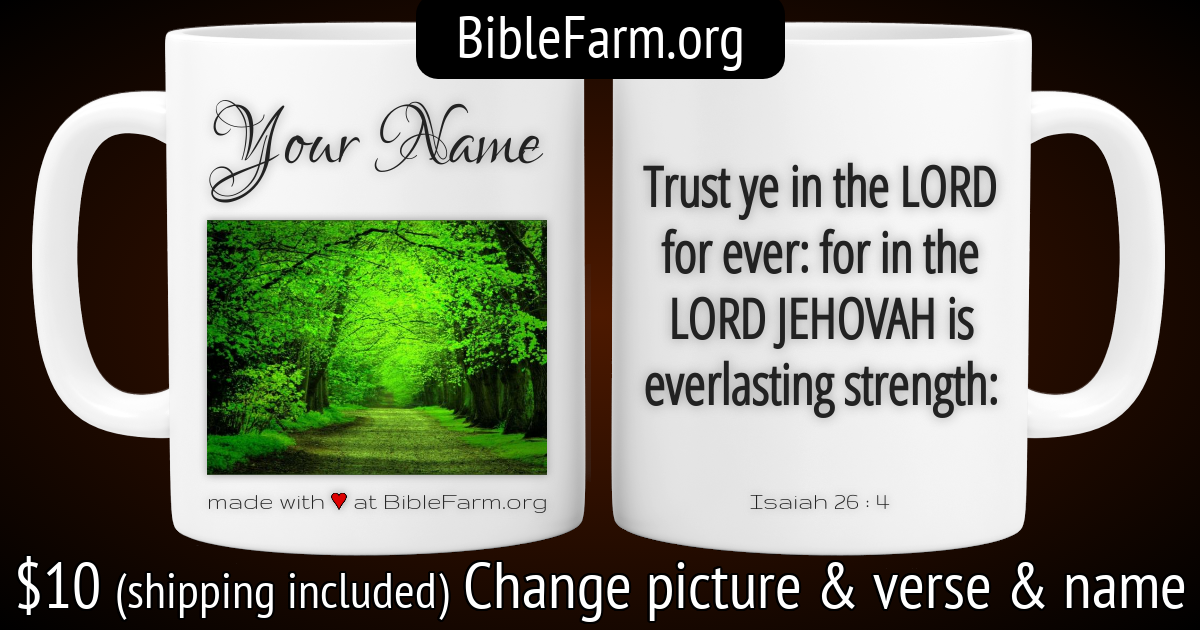 BibleFarm.org
Your Name
made with ❤ at BibleFarm.org
Trust ye in the LORD
for ever: for in the
LORD JEHOVAH is
everlasting strength:
Isaiah 26 : 4
$10 (shipping included) Change picture & verse & name